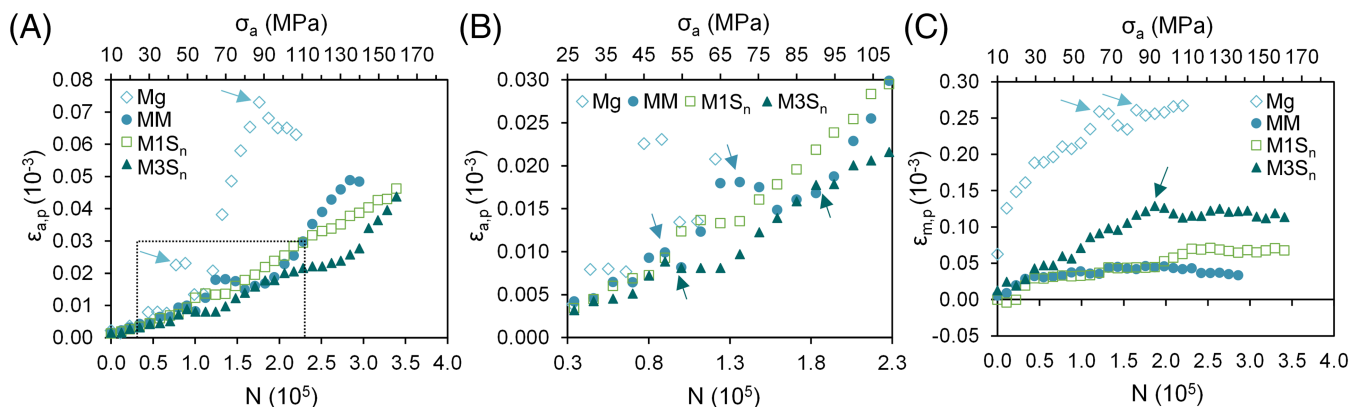 (A)
σa (MPa)
10 30 50 70 90 110 130 150 170
0.08
0.07
0.06
0.05
0.04
0.03
0.02
0.01
0.00
εa,p (10-3)
Mg
MM
M1Sn
M3Sn
0.0 0.5 1.0 1.5 2.0 2.5 3.0 3.5 4.0
N (10⁵)
(B)
σa (MPa)
25 35 45 55 65 75 85 95 105
0.030
0.025
0.020
0.015
0.010
0.005
0.000
εa,p (10-3)
Mg MM M1Sn M3Sn
0.3 0.8 1.3 1.8 2.3
N (10⁵)
(C)
σa (MPa)
10 30 50 70 90 110 130 150 170
0.30
0.25
0.20
0.15
0.10
0.05
0.00
-0.05
εm,p (10-3)
Mg
MM
M1Sn
M3Sn
0.0 0.5 1.0 1.5 2.0 2.5 3.0 3.5 4.0
N (10⁵)